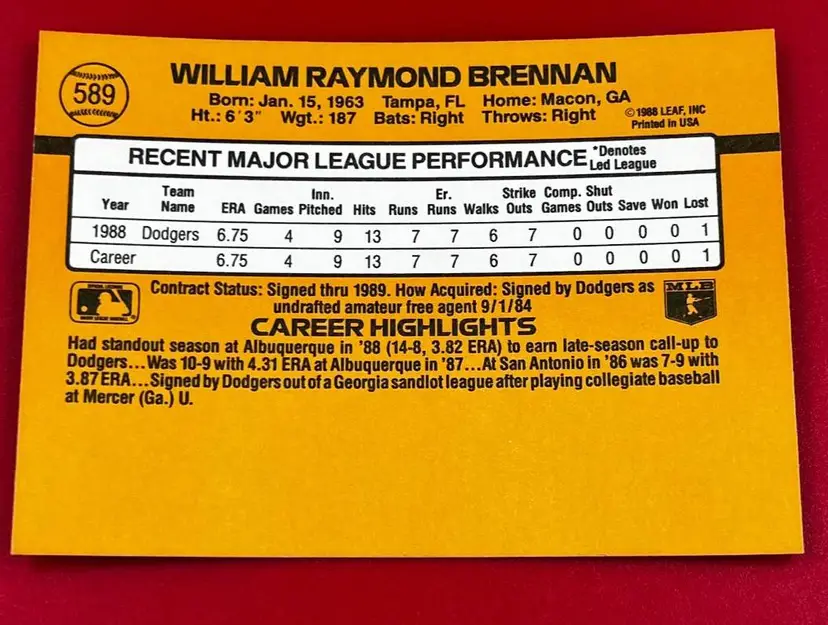 589
WILLIAM RAYMOND BRENNAN
Born: Jan. 15, 1963 Tampa, FL Home: Macon, GA
Ht.: 6'3" Wgt.: 187 Bats: Right Throws: Right
©1988 LEAF, INC
Printed in USA
RECENT MAJOR LEAGUE PERFORMANCE *Denotes Led League
Year Team Name ERA Games Inn. Pitched Hits Runs Er. Runs Walks Strike Outs Comp. Games Shut Outs Save Won Lost
1988 Dodgers 6.75 4 9 13 7 7 6 7 0 0 0 0 1
Career 6.75 4 9 13 7 7 6 7 0 0 0 0 1
Contract Status: Signed thru 1989. How Acquired: Signed by Dodgers as
undrafted amateur free agent 9/1/84
MLB
CAREER HIGHLIGHTS
Had standout season at Albuquerque in '88 (14-8, 3.82 ERA) to earn late-season call-up to
Dodgers...Was 10-9 with 4.31 ERA at Albuquerque in '87...At San Antonio in '86 was 7-9 with
3.87 ERA...Signed by Dodgers out of a Georgia sandlot league after playing collegiate baseball
at Mercer (Ga.) U.